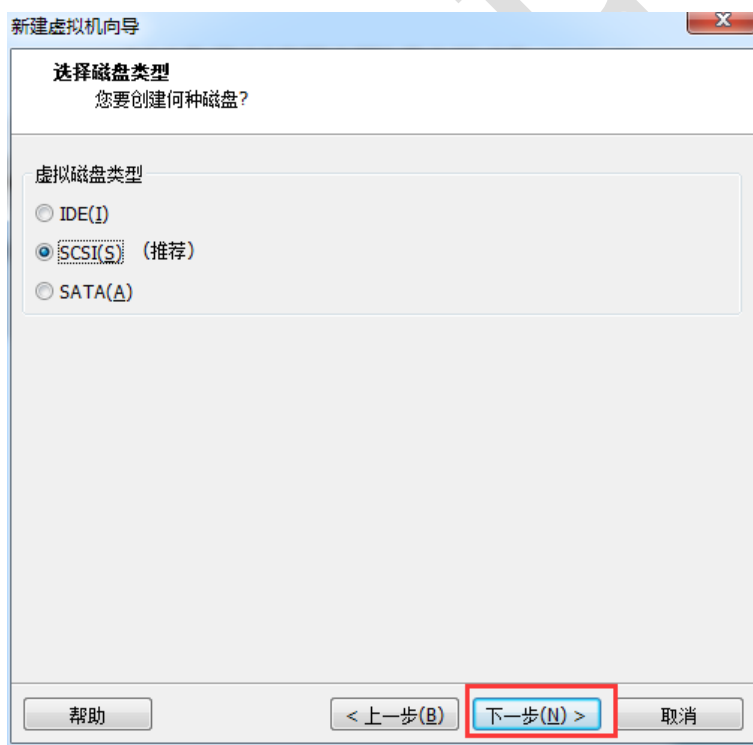 新建虚拟机向导
选择磁盘类型
您要创建何种磁盘?
虚拟磁盘类型
IDE(I)
SCSI(S) （推荐）
SATA(A)
帮助 < 上一步(B) 下一步(N) > 取消